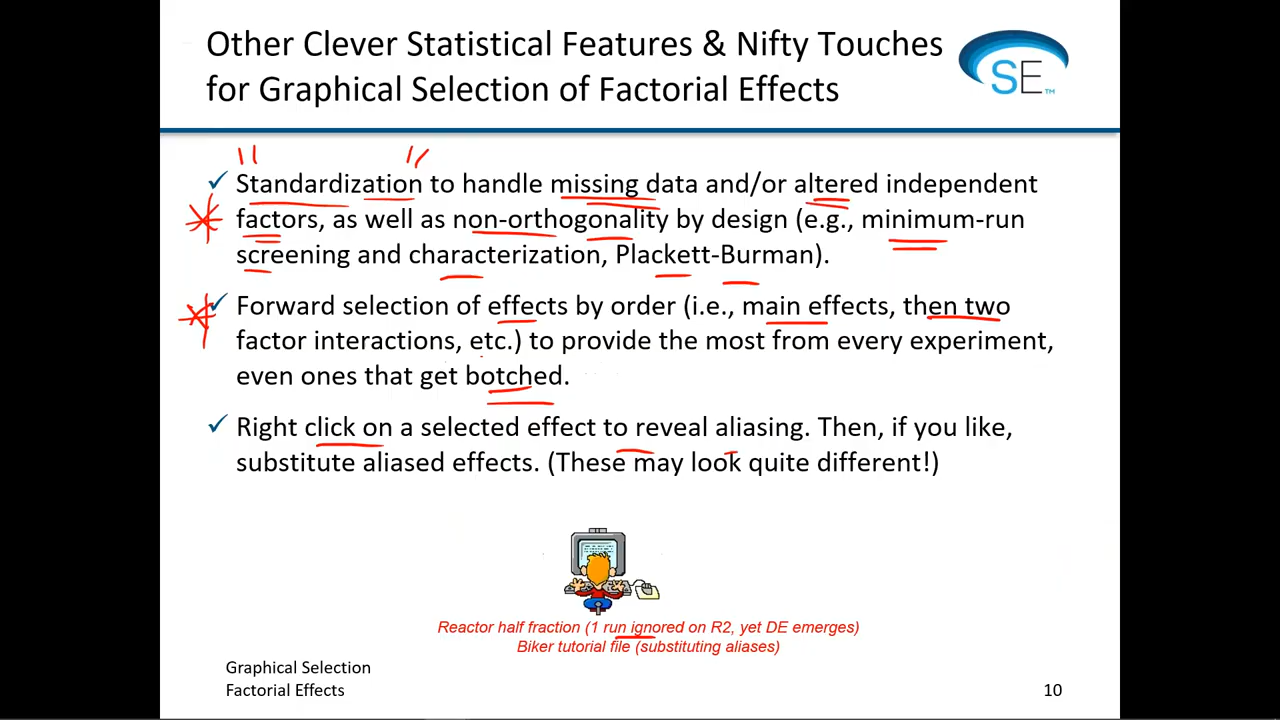 Other Clever Statistical Features & Nifty Touches
for Graphical Selection of Factorial Effects
SE™
✓ Standardization to handle missing data and/or altered independent
factors, as well as non-orthogonality by design (e.g., minimum-run
screening and characterization, Plackett-Burman).
✓ Forward selection of effects by order (i.e., main effects, then two
factor interactions, etc.) to provide the most from every experiment,
even ones that get botched.
✓ Right click on a selected effect to reveal aliasing. Then, if you like,
substitute aliased effects. (These may look quite different!)
Reactor half fraction (1 run ignored on R2, yet DE emerges)
Biker tutorial file (substituting aliases)
Graphical Selection
Factorial Effects
10